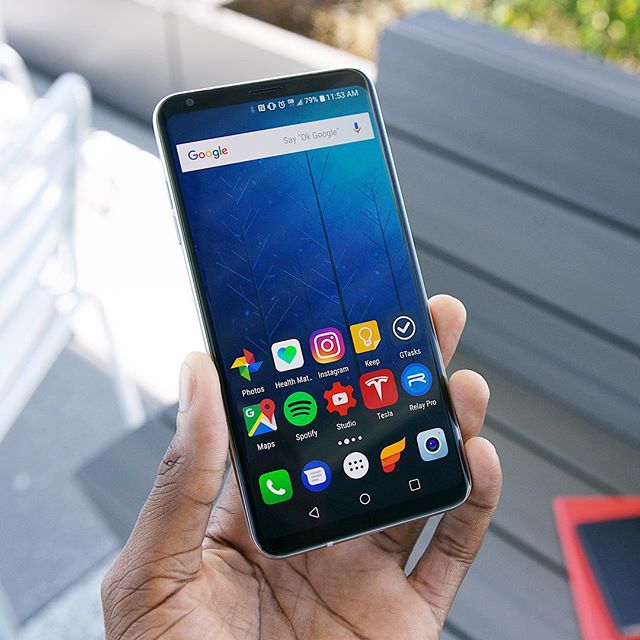 79% 11:53 AM
Google Say "Ok Google"
Photos Health Mat.. Instagram Keep GTasks
Maps Spotify Studio Tesla Relay Pro